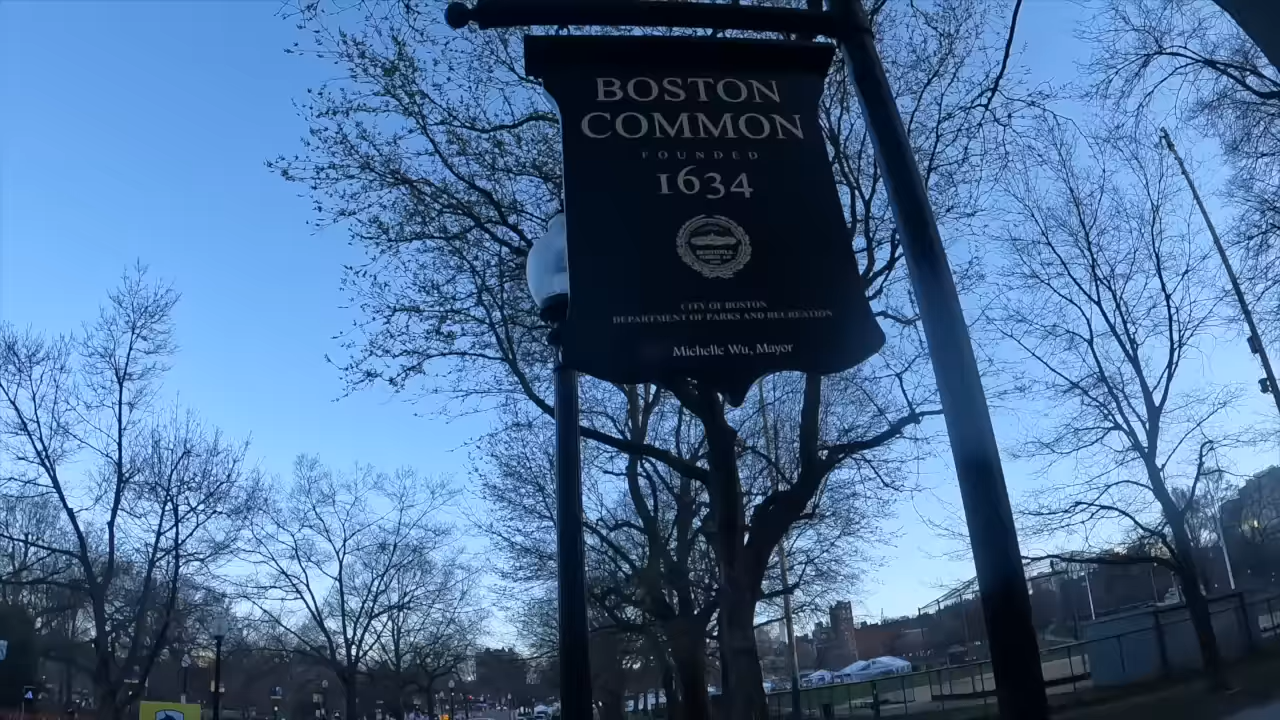 BOSTON
COMMON
FOUNDED
1634
CITY OF BOSTON
DEPARTMENT OF PARKS AND RECREATION
Michelle Wu, Mayor